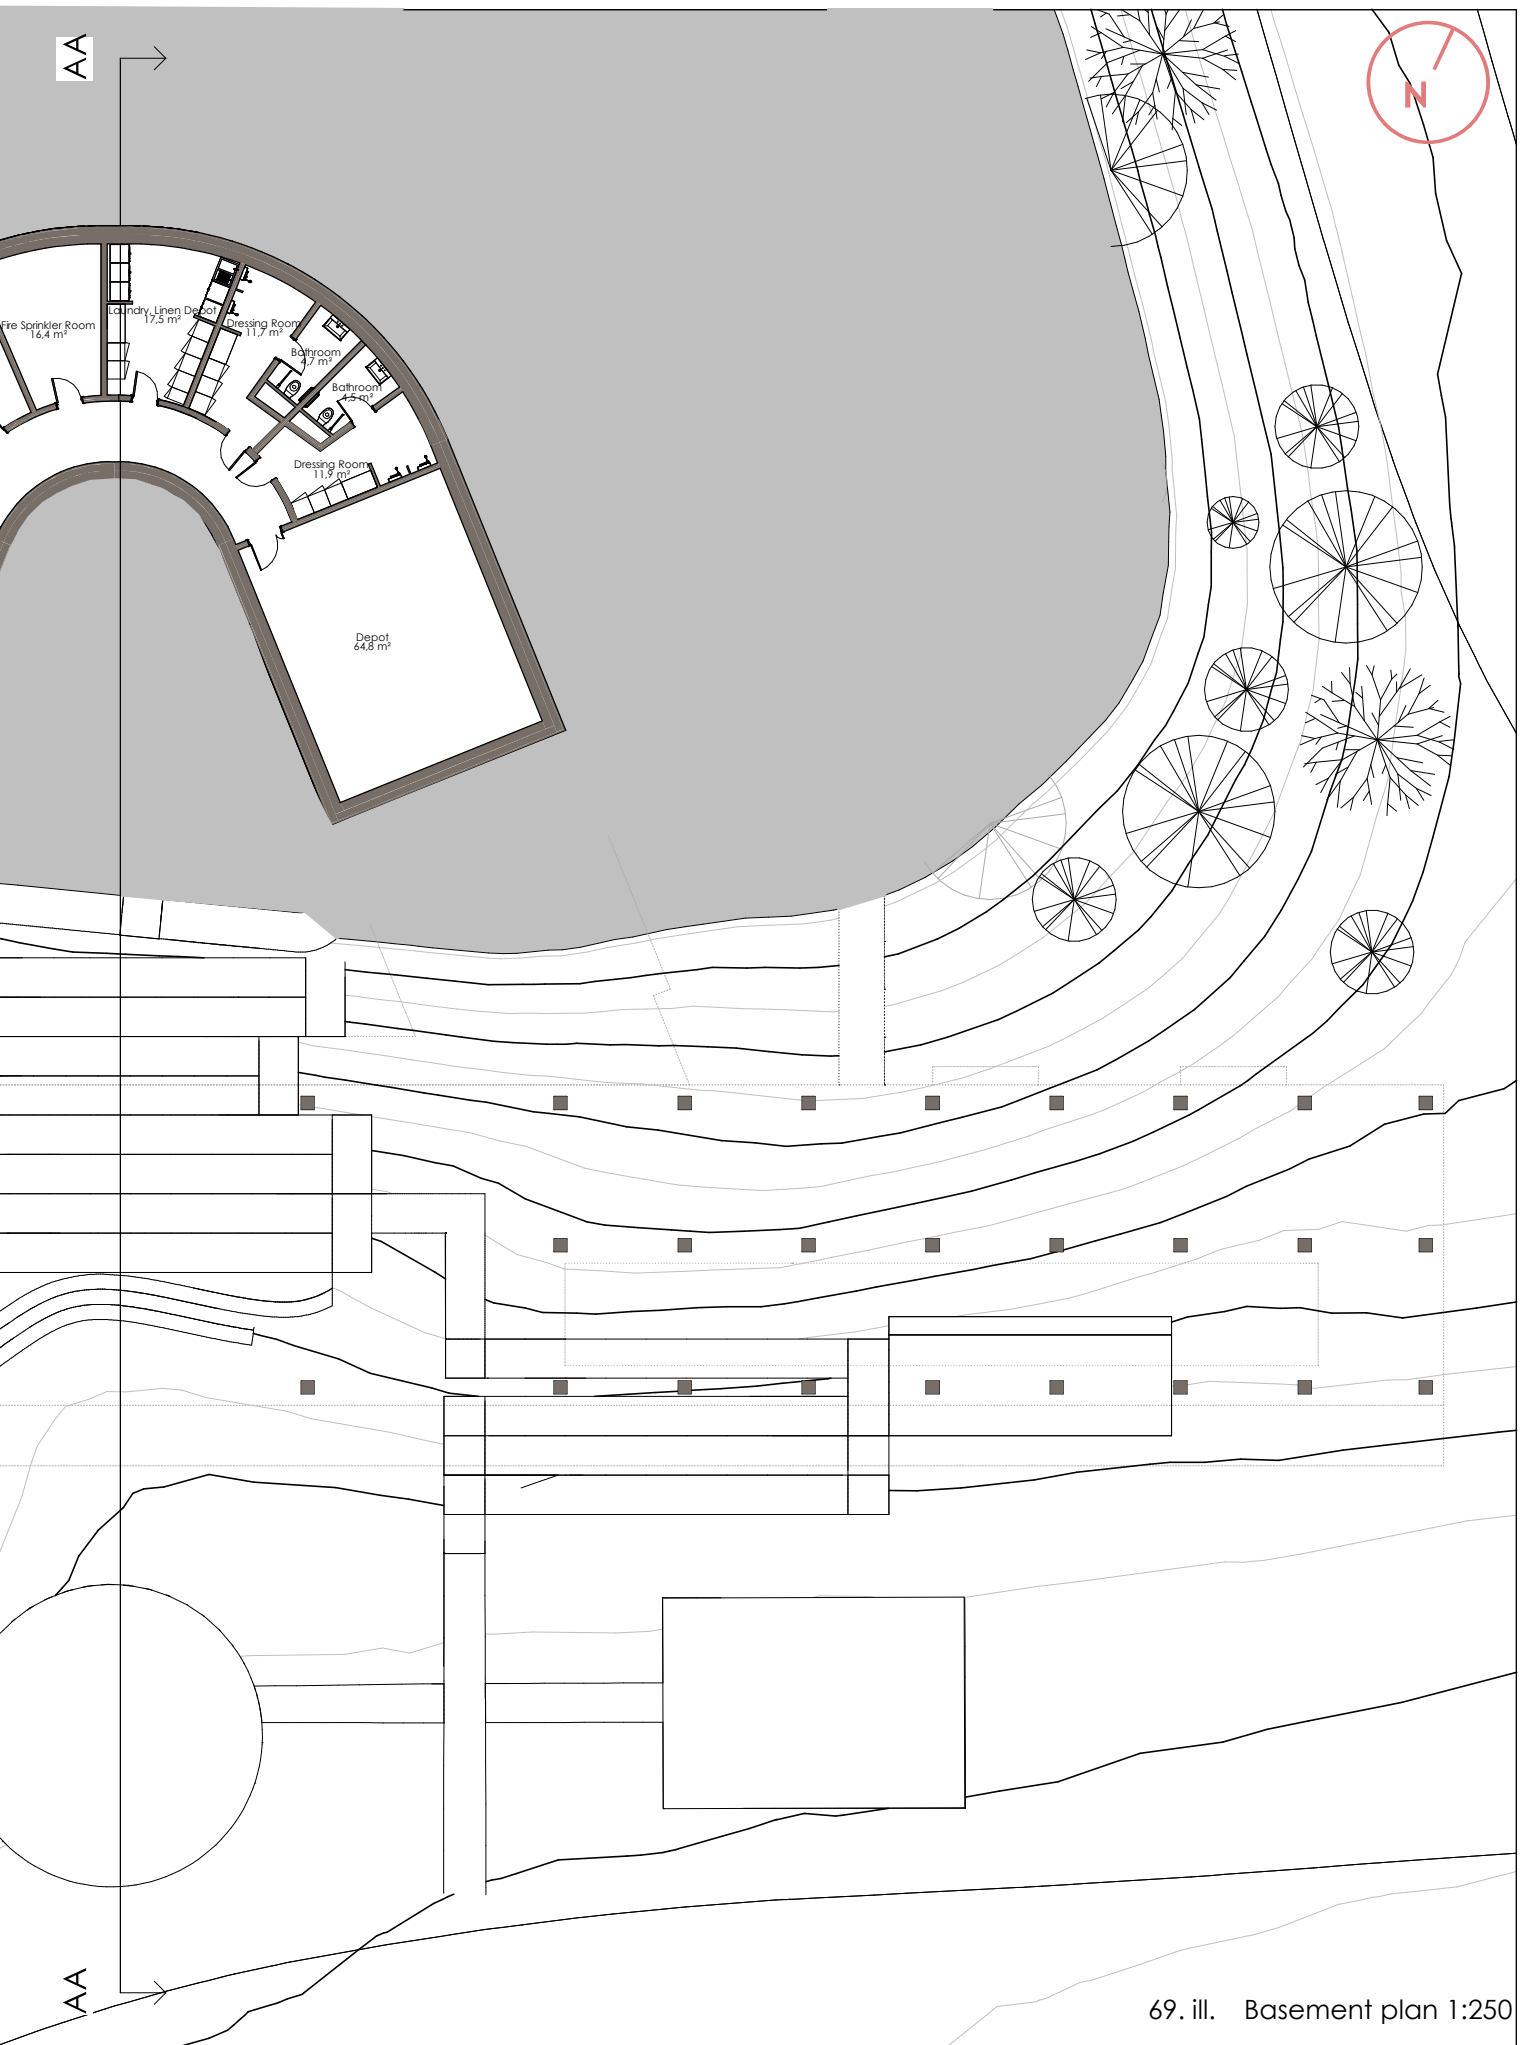 AA
N
Laundry, Linen Depot
17,5 m²
Fire Sprinkler Room
16,4 m²
Dressing Room
11,7 m²
Bathroom
4,7 m²
Bathroom
4,5 m²
Dressing Room
11,9 m²
Depot
64,8 m²
AA
69. ill. Basement plan 1:250